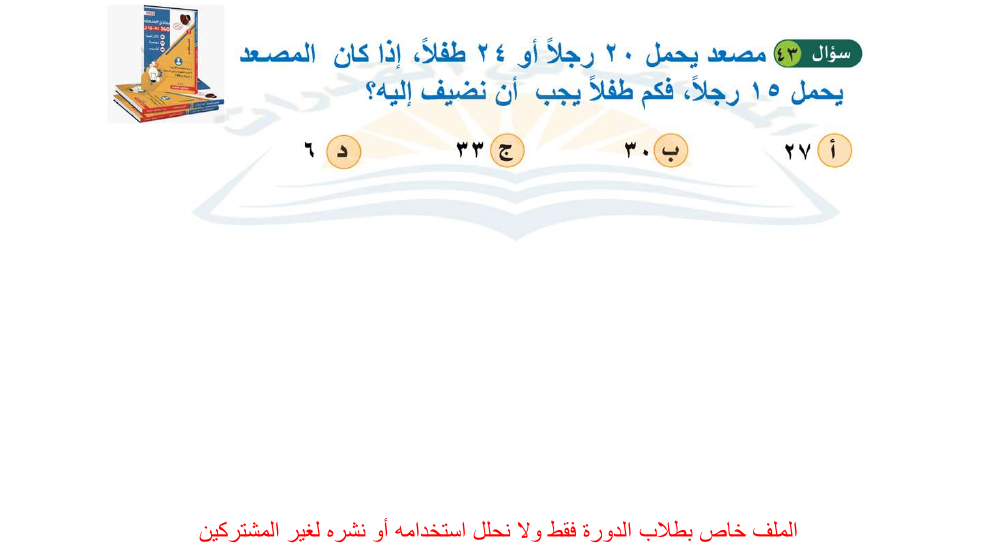 سؤال ٤٣ مصعد يحمل ٢٠ رجلاً أو ٢٤ طفلاً، إذا كان المصعد
يحمل ١٥ رجلاً، فكم طفلاً يجب أن نضيف إليه؟
أ ٢٧ ب ٣٠ ج ٣٣ د ٦
الملف خاص بطلاب الدورة فقط ولا نحلل استخدامه أو نشره لغير المشتركين